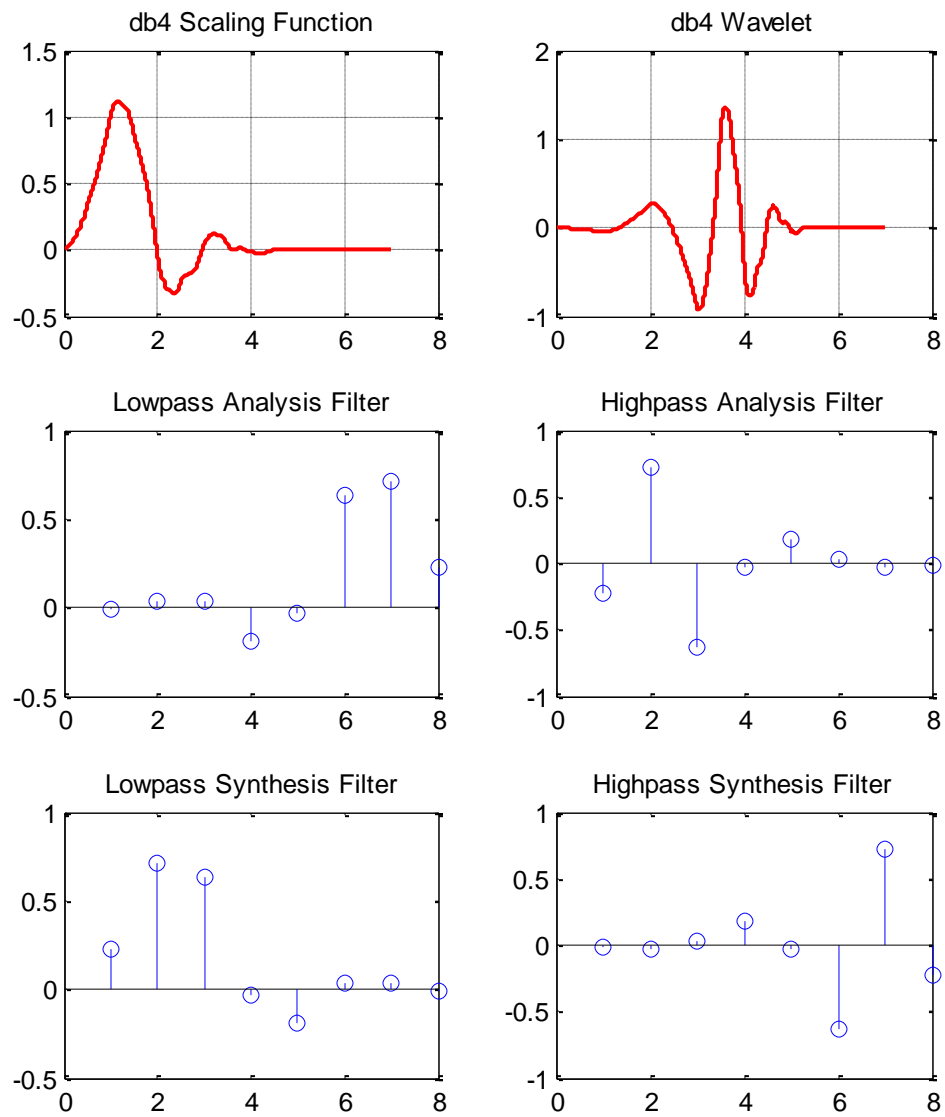 db4 Scaling Function
1.5
1
0.5
0
-0.5
0 2 4 6 8
db4 Wavelet
2
1
0
-1
0 2 4 6 8
Lowpass Analysis Filter
1
0.5
0
-0.5
0 2 4 6 8
Highpass Analysis Filter
1
0.5
0
-0.5
-1
0 2 4 6 8
Lowpass Synthesis Filter
1
0.5
0
-0.5
0 2 4 6 8
Highpass Synthesis Filter
1
0.5
0
-0.5
-1
0 2 4 6 8